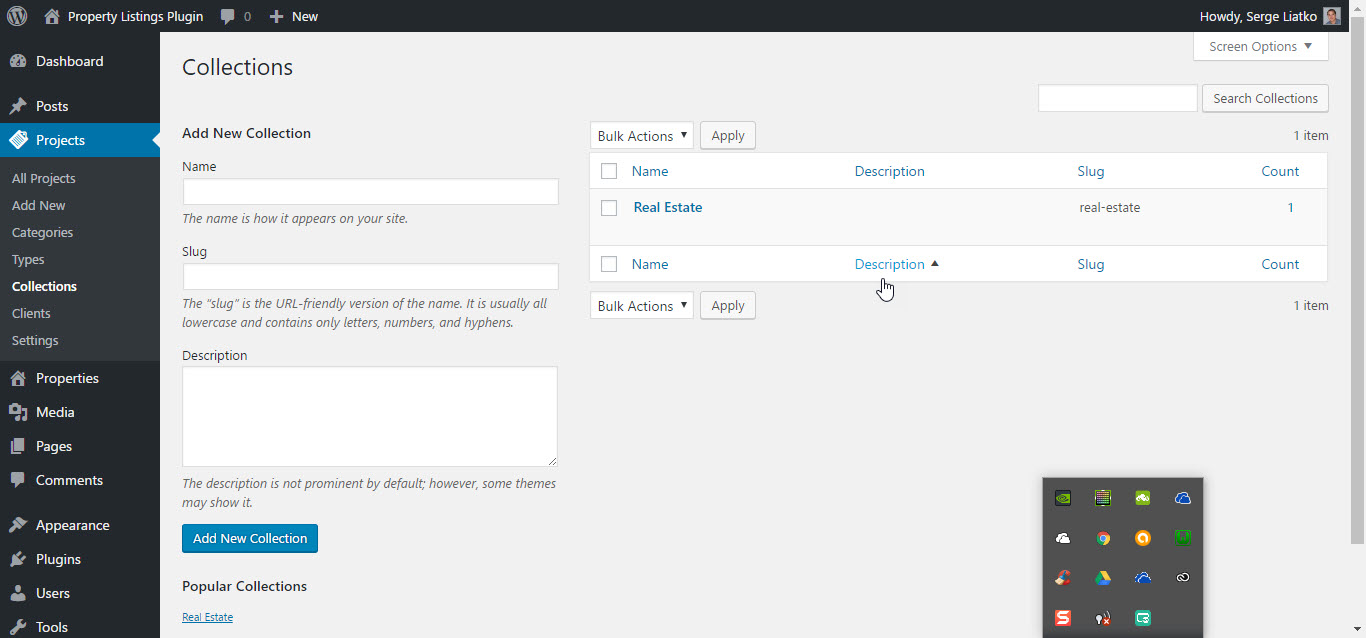 Property Listings Plugin
0
New
Howdy, Serge Liatko
Dashboard
Posts
Projects
All Projects
Add New
Categories
Types
Collections
Clients
Settings
Properties
Media
Pages
Comments
Appearance
Plugins
Users
Tools
Screen Options
Collections
Search Collections
Add New Collection
Name
The name is how it appears on your site.
Slug
The "slug" is the URL-friendly version of the name. It is usually all
lowercase and contains only letters, numbers, and hyphens.
Description
The description is not prominent by default; however, some themes
may show it.
Add New Collection
Popular Collections
Real Estate
Bulk Actions Apply 1 item
Name Description Slug Count
Real Estate real-estate 1
Name Description Slug Count
Bulk Actions Apply 1 item